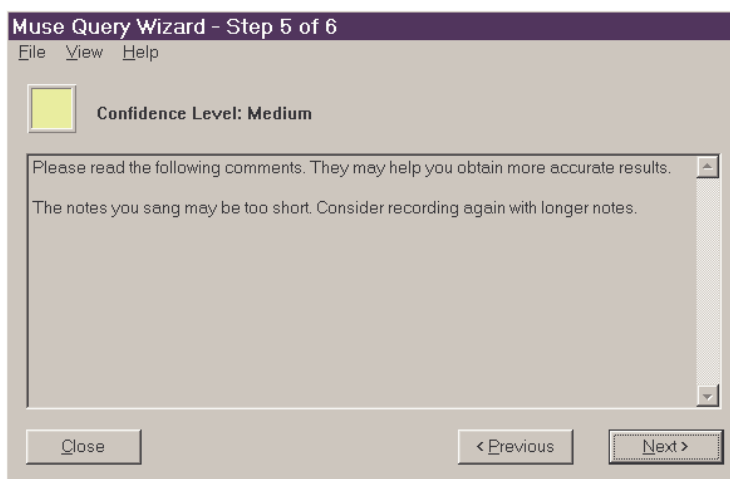 Muse Query Wizard - Step 5 of 6
File View Help
Confidence Level: Medium
Please read the following comments. They may help you obtain more accurate results.
The notes you sang may be too short. Consider recording again with longer notes.
Close < Previous Next >